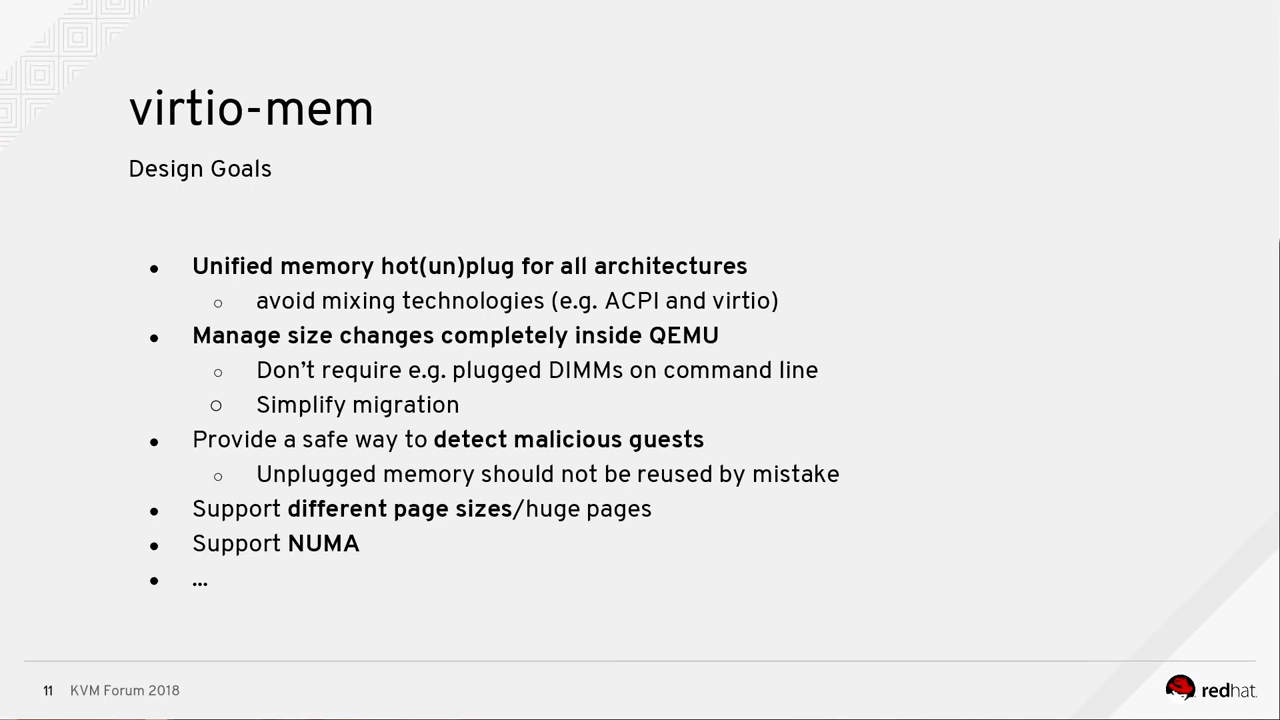 virtio-mem
Design Goals
● Unified memory hot(un)plug for all architectures
○ avoid mixing technologies (e.g. ACPI and virtio)
● Manage size changes completely inside QEMU
○ Don’t require e.g. plugged DIMMs on command line
○ Simplify migration
● Provide a safe way to detect malicious guests
○ Unplugged memory should not be reused by mistake
● Support different page sizes/huge pages
● Support NUMA
● ...
11 KVM Forum 2018
redhat.